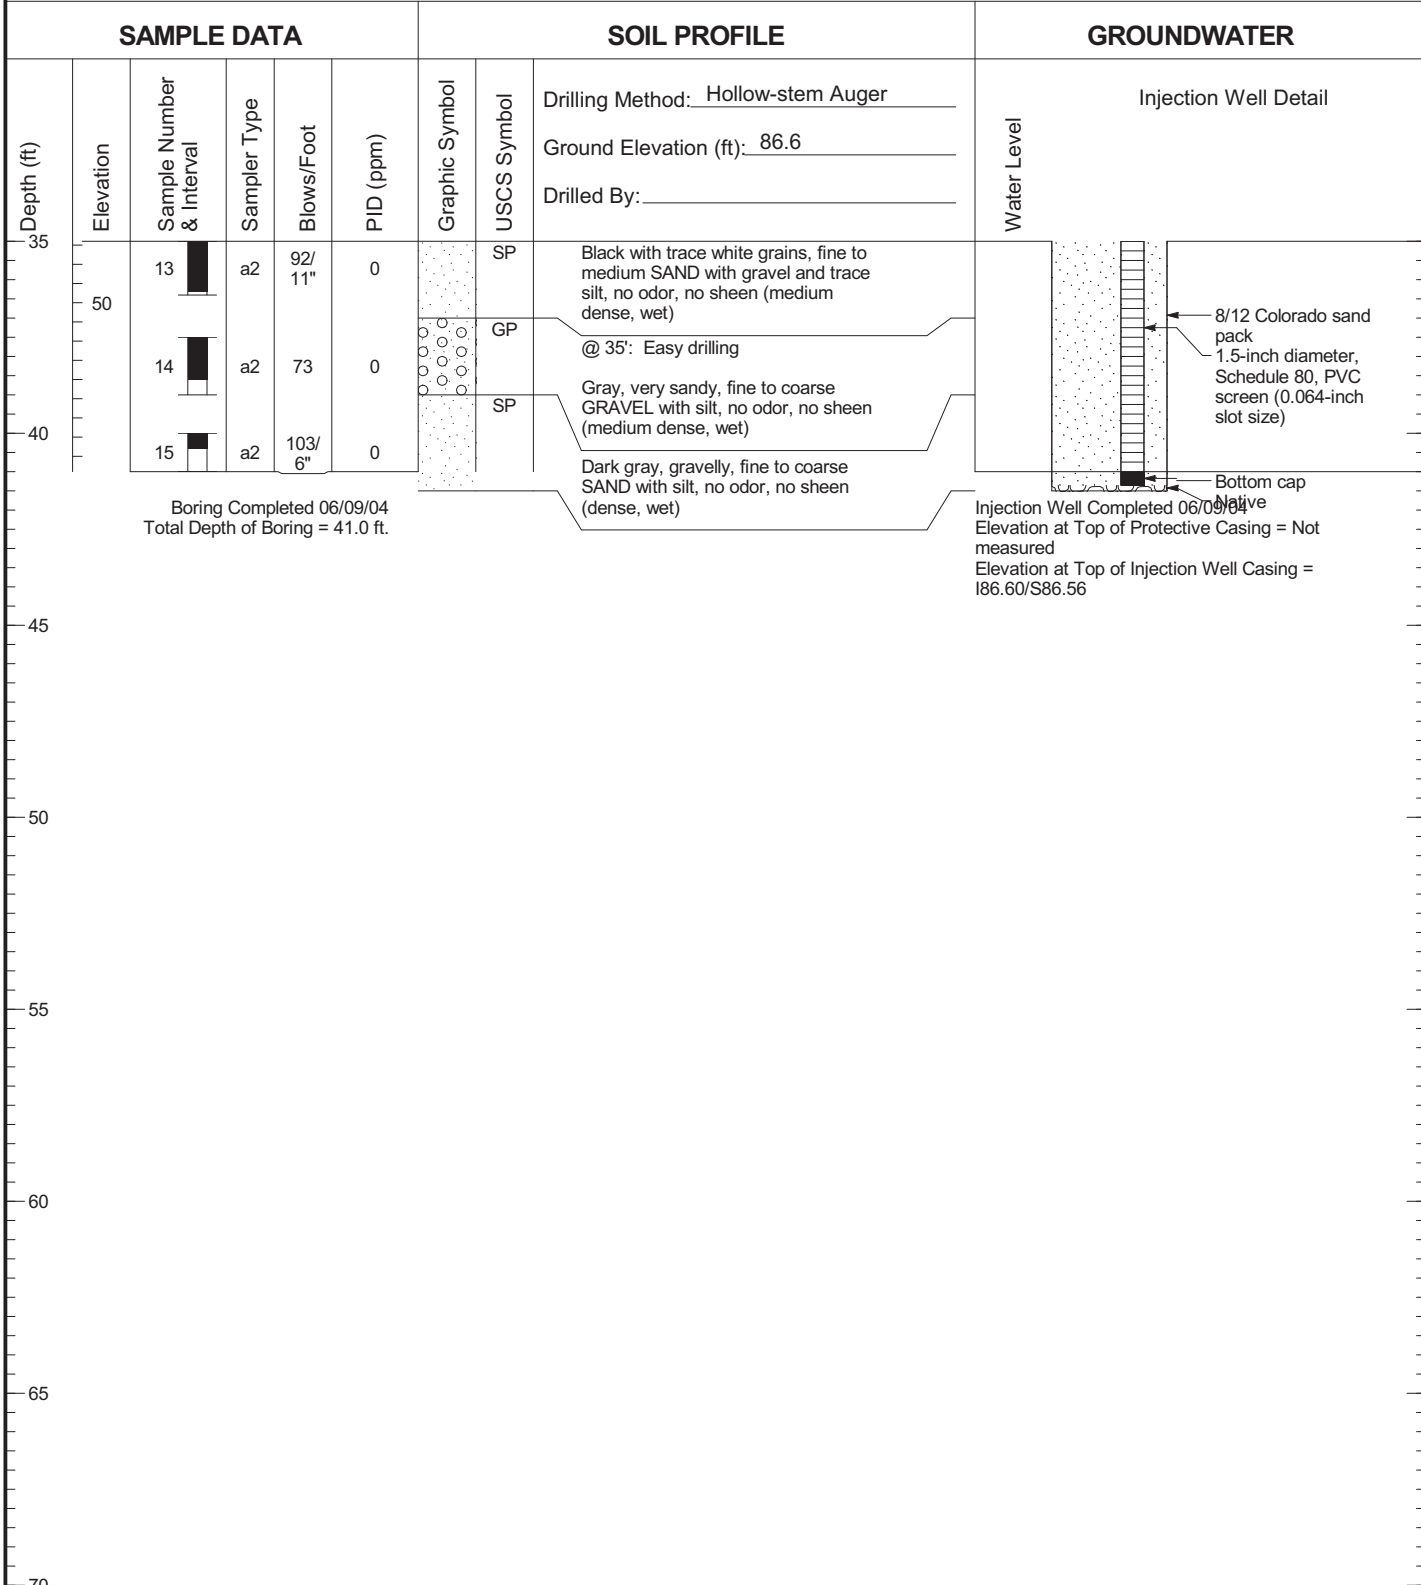 SAMPLE DATA
SOIL PROFILE
GROUNDWATER
Depth (ft)
Elevation
Sample Number
& Interval
Sampler Type
Blows/Foot
PID (ppm)
Graphic Symbol
USCS Symbol
Drilling Method: Hollow-stem Auger
Ground Elevation (ft): 86.6
Drilled By:
Water Level
Injection Well Detail
35
13
a2
92/
11"
0
SP
Black with trace white grains, fine to
medium SAND with gravel and trace
silt, no odor, no sheen (medium
dense, wet)
50
GP
@ 35': Easy drilling
14
a2
73
0
Gray, very sandy, fine to coarse
GRAVEL with silt, no odor, no sheen
(medium dense, wet)
SP
40
15
a2
103/
6"
0
Dark gray, gravelly, fine to coarse
SAND with silt, no odor, no sheen
(dense, wet)
8/12 Colorado sand
pack
1.5-inch diameter,
Schedule 80, PVC
screen (0.064-inch
slot size)
Bottom cap
Native
Boring Completed 06/09/04
Total Depth of Boring = 41.0 ft.
Injection Well Completed 06/09/04
Elevation at Top of Protective Casing = Not
measured
Elevation at Top of Injection Well Casing =
I86.60/S86.56
45
50
55
60
65
70